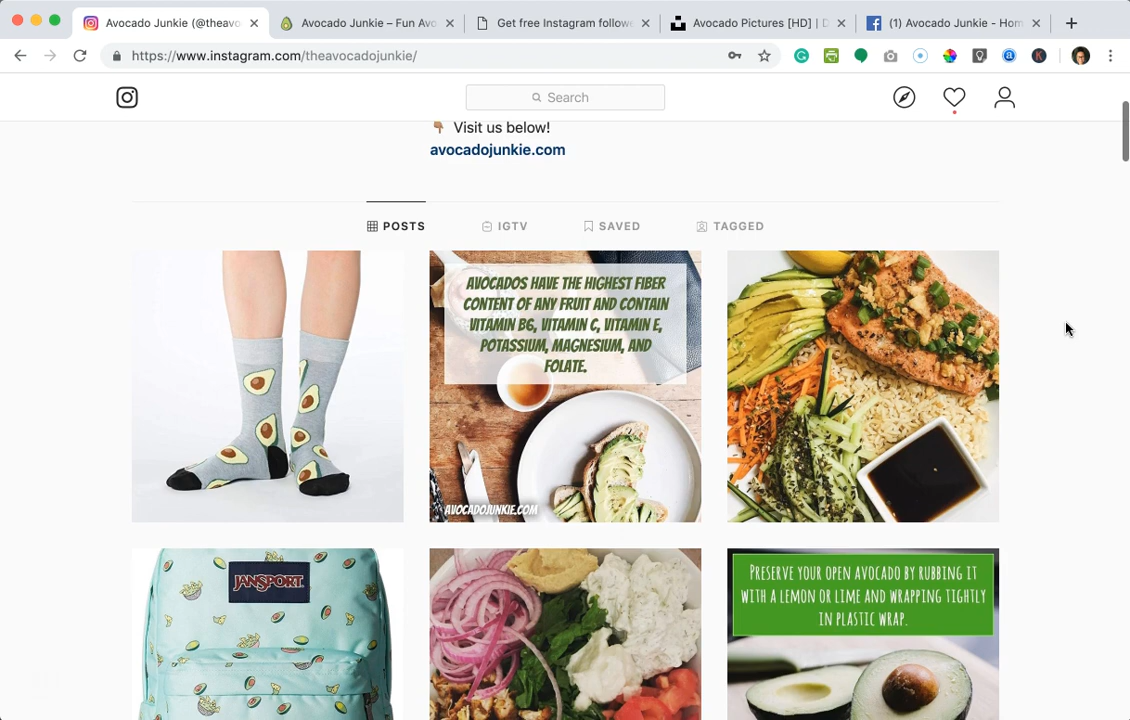 Avocado Junkie (@theavo
Avocado Junkie – Fun Avo
Get free Instagram followe
Avocado Pictures [HD] | D
(1) Avocado Junkie - Hom
https://www.instagram.com/theavocadojunkie/
Search
Visit us below!
avocadojunkie.com
POSTS
IGTV
SAVED
TAGGED
AVOCADOS HAVE THE HIGHEST FIBER
CONTENT OF ANY FRUIT AND CONTAIN
VITAMIN B6, VITAMIN C, VITAMIN E,
POTASSIUM, MAGNESIUM, AND
FOLATE.
AVOCADOJUNKIE.COM
JANSPORT
PRESERVE YOUR OPEN AVOCADO BY RUBBING IT
WITH A LEMON OR LIME AND WRAPPING TIGHTLY
IN PLASTIC WRAP.